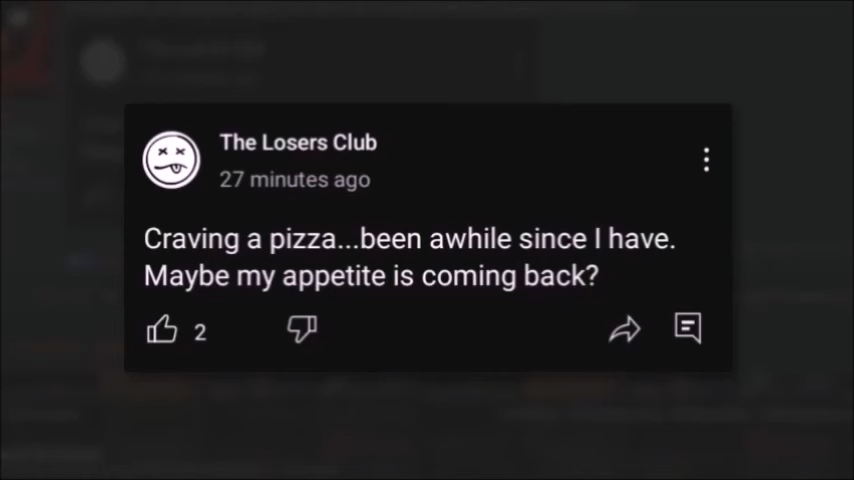 The Losers Club
27 minutes ago
Craving a pizza...been awhile since I have.
Maybe my appetite is coming back?
2